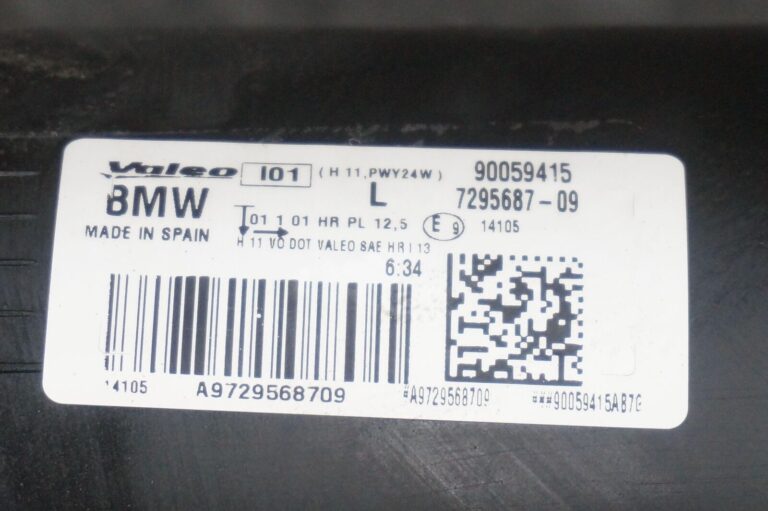 Valeo I01 (H 11,PWY24W) 90059415
BMW L 7295687-09
01 1 01 HR PL 12,5 E 9 14105
MADE IN SPAIN
H 11 VO DOT VALEO SAE HR I 13
6:34
14105 A9729568709 #A9729568709 ###90059415AB7G